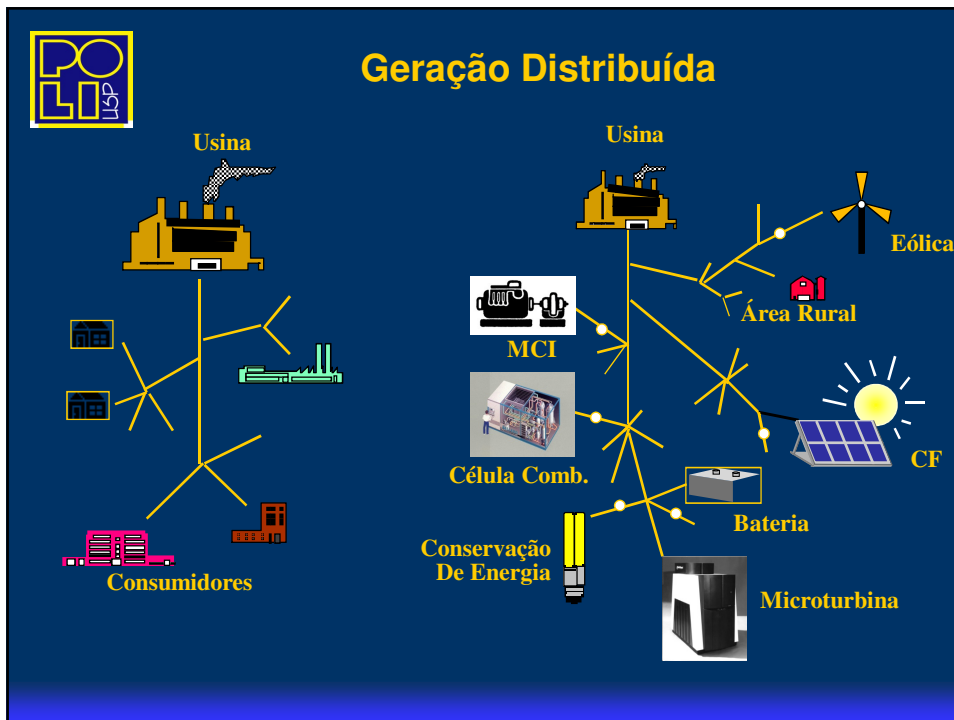 POLI USP
Geração Distribuída
Usina
Consumidores
Usina
Eólica
Área Rural
MCI
Célula Comb.
CF
Bateria
Conservação
De Energia
Microturbina